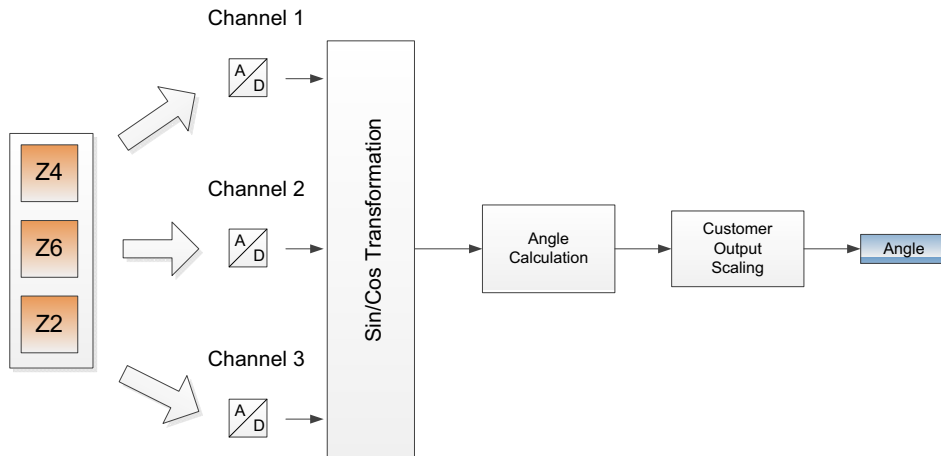 Channel 1
A
D
Z4
Channel 2
Z6
A
D
Z2
Channel 3
A
D
Sin/Cos Transformation
Angle
Calculation
Customer
Output
Scaling
Angle